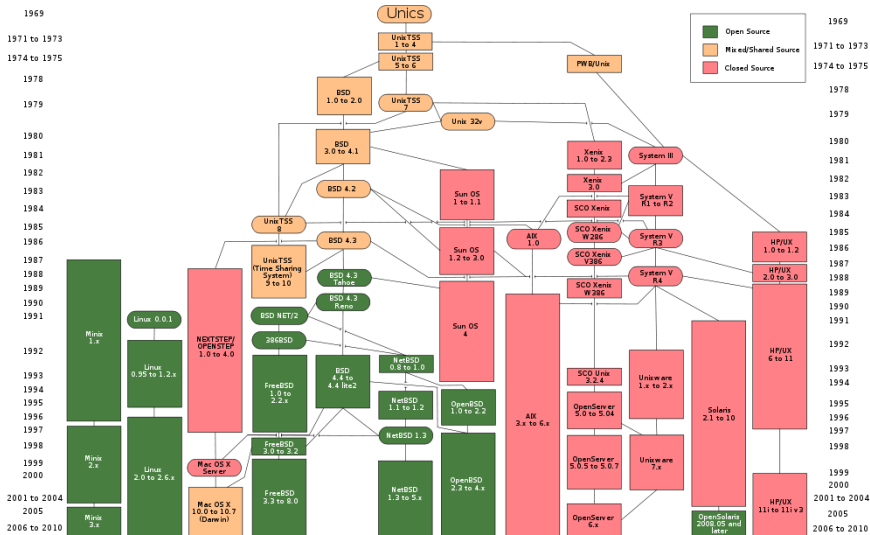 1969
1971 to 1973
1974 to 1975
1978
1979
1980
1981
1982
1983
1984
1985
1986
1987
1988
1989
1990
1991
1992
1993
1994
1995
1996
1997
1998
1999
2000
2001 to 2004
2005
2006 to 2010
Unics
UnixTSS
1 to 4
UnixTSS
5 to 6
PWB/Unix
BSD
1.0 to 2.0
UnixTSS
7
Unix 32v
BSD
3.0 to 4.1
Xenix
1.0 to 2.3
System III
Xenix
3.0
Sun OS
1 to 1.1
BSD 4.2
System V
R1 to R2
SCO Xenix
UnixTSS
8
SCO Xenix
W286
AIX
1.0
BSD 4.3
System V
R3
HP/UX
1.0 to 1.2
Sun OS
1.2 to 3.0
UnixTSS
(Time Sharing
System)
9 to 10
SCO Xenix
V386
HP/UX
2.0 to 3.0
BSD 4.3
Tahoe
System V
R4
SCO Xenix
W386
BSD 4.3
Reno
BSD NET/2
Linux 0.0.1
Minix
1.x
Sun OS
4
386BSD
NEXTSTEP/
OPENSTEP
1.0 to 4.0
HP/UX
6 to 11
NetBSD
0.8 to 1.0
Linux
0.95 to 1.2.x
BSD
4.4 to
4.4 lite2
SCO Unix
3.2.4
Unixware
1.x to 2.x
FreeBSD
1.0 to
2.2.x
NetBSD
1.1 to 1.2
OpenBSD
1.0 to 2.2
OpenServer
5.0 to 5.04
Solaris
2.1 to 10
AIX
3.x to 6.x
NetBSD 1.3
FreeBSD
3.0 to 3.2
Minix
2.x
Linux
2.0 to 2.6.x
Mac OS X
Server
OpenServer
5.0.5 to 5.0.7
Unixware
7.x
OpenBSD
2.3 to 4.x
FreeBSD
3.3 to 8.0
NetBSD
1.3 to 5.x
Mac OS X
10.0 to 10.7
(Darwin)
HP/UX
11i to 11i v3
Minix
3.x
OpenServer
6.x
OpenSolaris
2008.05 and
later
Open Source
Mixed/Shared Source
Closed Source
1969
1971 to 1973
1974 to 1975
1978
1979
1980
1981
1982
1983
1984
1985
1986
1987
1988
1989
1990
1991
1992
1993
1994
1995
1996
1997
1998
1999
2000
2001 to 2004
2005
2006 to 2010